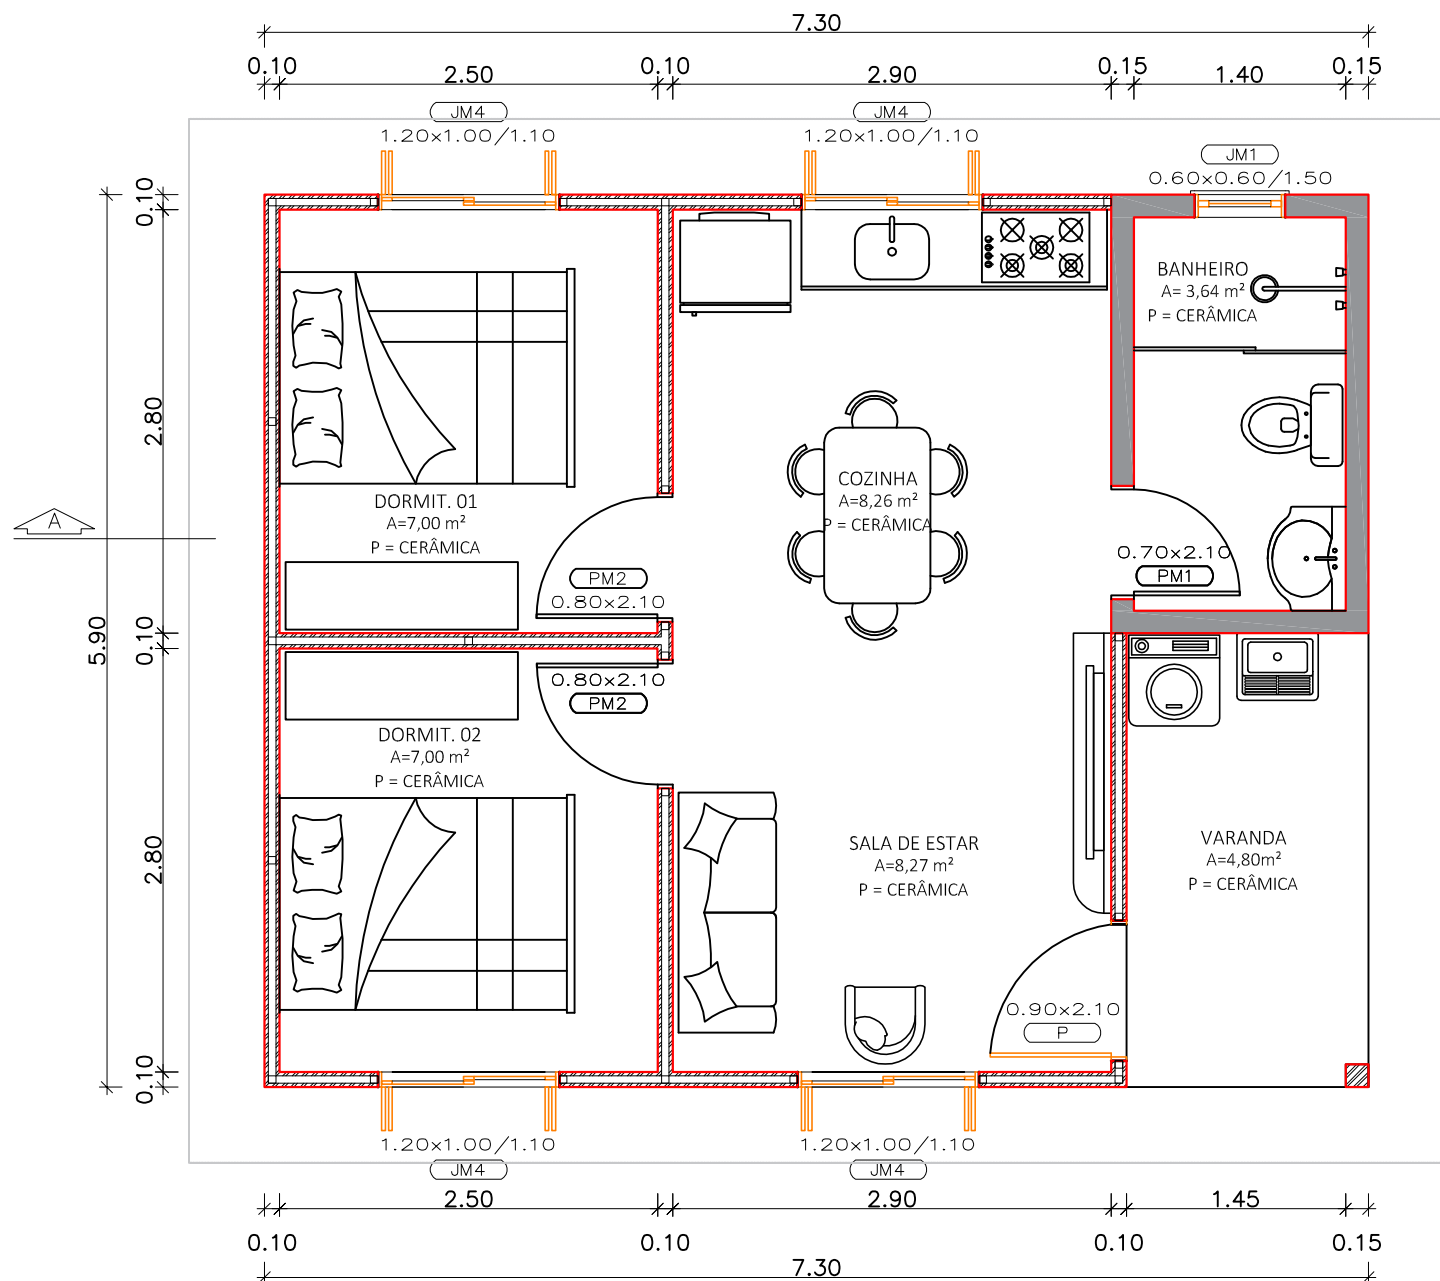 7.30
0.10 2.50 0.10 2.90 0.15 1.40 0.15
JM4
1.20x1.00/1.10
JM4
1.20x1.00/1.10
JM1
0.60x0.60/1.50
0.10
2.80
5.90
0.10
2.80
0.10
A
BANHEIRO
A= 3,64 m²
P = CERÂMICA
DORMIT. 01
A=7,00 m²
P = CERÂMICA
COZINHA
A=8,26 m²
P = CERÂMICA
PM2
0.80x2.10
0.70x2.10
PM1
0.80x2.10
PM2
DORMIT. 02
A=7,00 m²
P = CERÂMICA
SALA DE ESTAR
A=8,27 m²
P = CERÂMICA
VARANDA
A=4,80m²
P = CERÂMICA
0.90x2.10
P
1.20x1.00/1.10
JM4
1.20x1.00/1.10
JM4
2.50 2.90 1.45
0.10 0.10 0.10 0.15
7.30